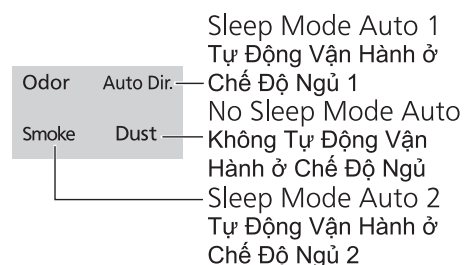 Sleep Mode Auto 1
Tự Động Vận Hành ở
Odor Auto Dir. Chế Độ Ngủ 1
No Sleep Mode Auto
Smoke Dust Không Tự Động Vận
Hành ở Chế Độ Ngủ
Sleep Mode Auto 2
Tự Động Vận Hành ở
Chế Độ Ngủ 2